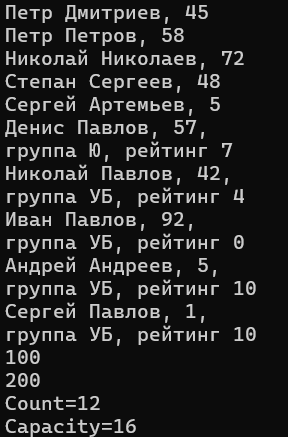 Петр Дмитриев, 45
Петр Петров, 58
Николай Николаев, 72
Степан Сергеев, 48
Сергей Артемьев, 5
Денис Павлов, 57,
группа Ю, рейтинг 7
Николай Павлов, 42,
группа УБ, рейтинг 4
Иван Павлов, 92,
группа УБ, рейтинг 0
Андрей Андреев, 5,
группа УБ, рейтинг 10
Сергей Павлов, 1,
группа УБ, рейтинг 10
100
200
Count=12
Capacity=16